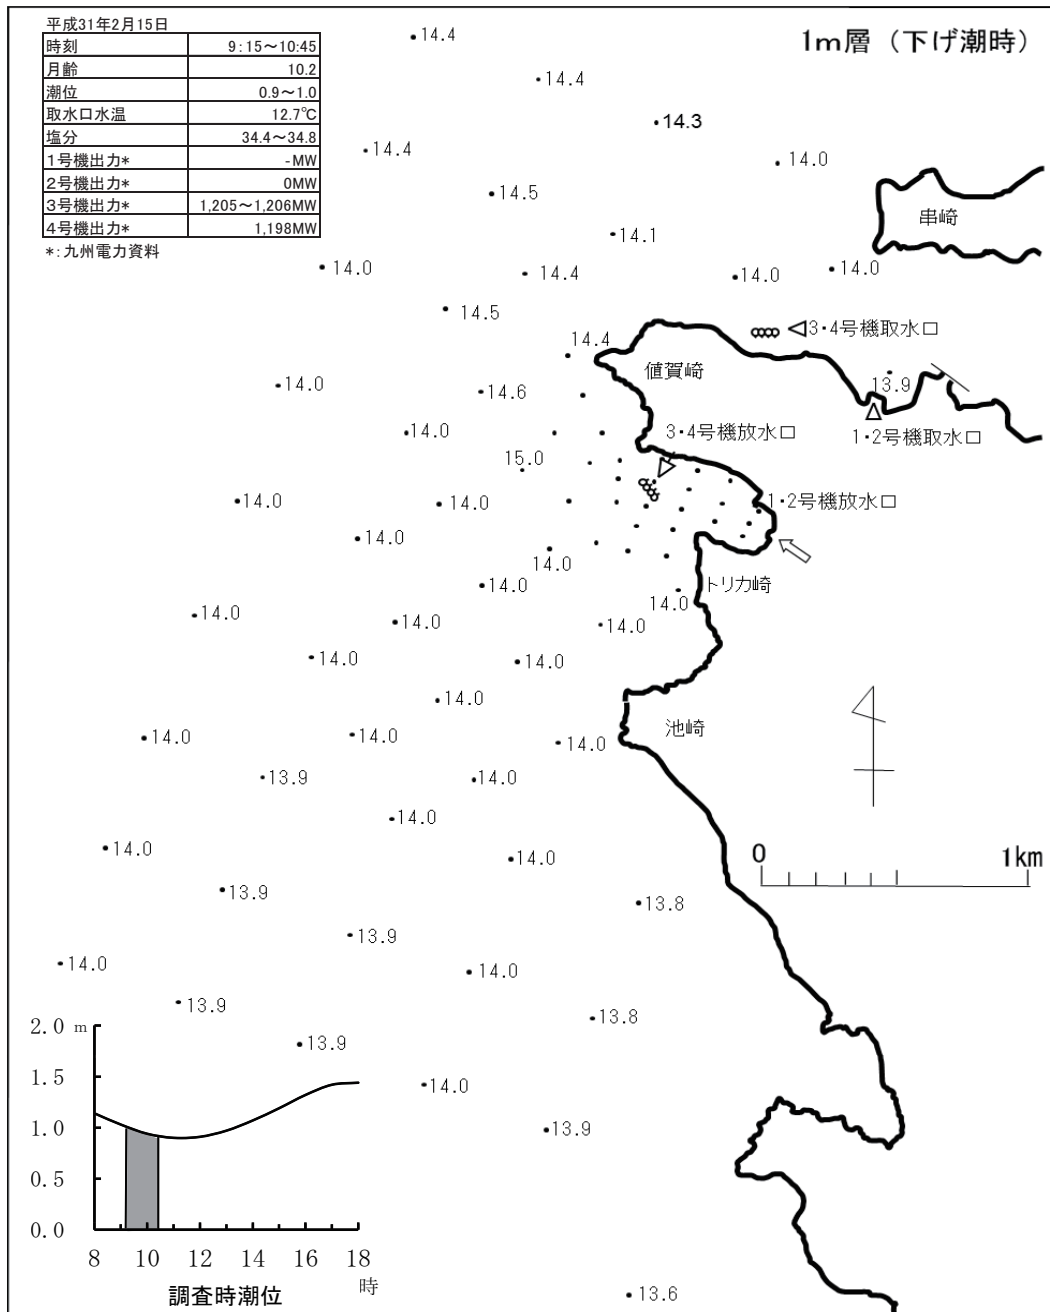 平成31年2月15日
時刻 9:15～10:45
月齢 10.2
潮位 0.9～1.0
取水口水温 12.7℃
塩分 34.4～34.8
1号機出力* -MW
2号機出力* 0MW
3号機出力* 1,205～1,206MW
4号機出力* 1,198MW
*:九州電力資料
1m層（下げ潮時）
14.4
14.4
14.3
14.4
14.0
14.5
串崎
14.1
14.0
14.4
14.0
14.0
14.5
3・4号機取水口
14.4
値賀崎
14.0
14.6
13.9
14.0
3・4号機放水口
1・2号機取水口
15.0
14.0
14.0
1・2号機放水口
14.0
14.0
14.0
トリカ崎
14.0
14.0
14.0
14.0
14.0
14.0
14.0
池崎
14.0
14.0
14.0
13.9
14.0
14.0
14.0
14.0
0 1km
13.9
13.8
13.9
14.0
14.0
13.9
13.8
13.9
14.0
13.9
13.6
2.0 m
1.5
1.0
0.5
0.0
8 10 12 14 16 18
時
調査時潮位